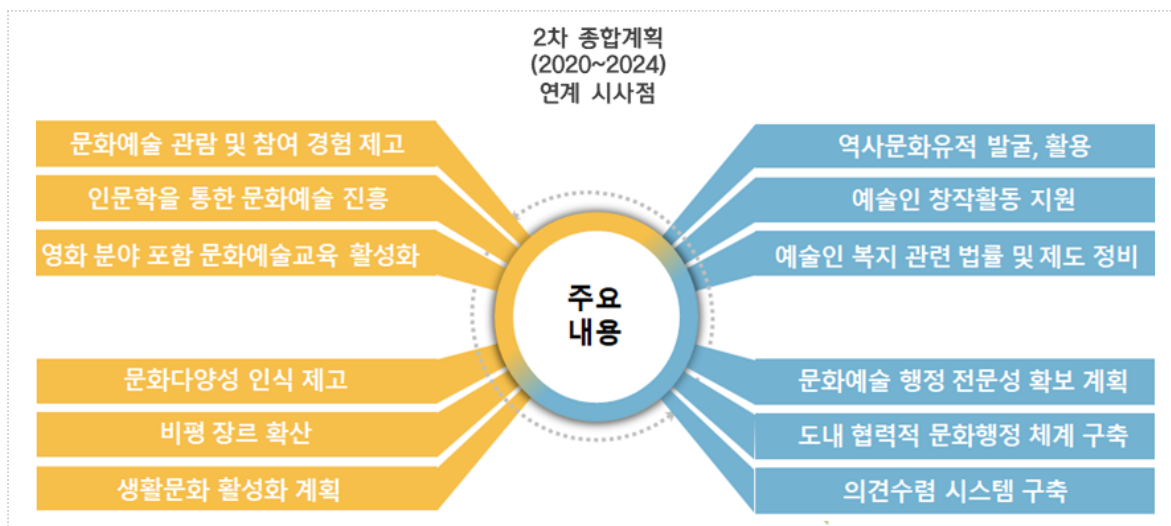 2차 종합계획
(2020~2024)
연계 시사점
문화예술 관람 및 참여 경험 제고
인문학을 통한 문화예술 진흥
영화 분야 포함 문화예술교육 활성화
문화다양성 인식 제고
비평 장르 확산
생활문화 활성화 계획
주요
내용
역사문화유적 발굴, 활용
예술인 창작활동 지원
예술인 복지 관련 법률 및 제도 정비
문화예술 행정 전문성 확보 계획
도내 협력적 문화행정 체계 구축
의견수렴 시스템 구축